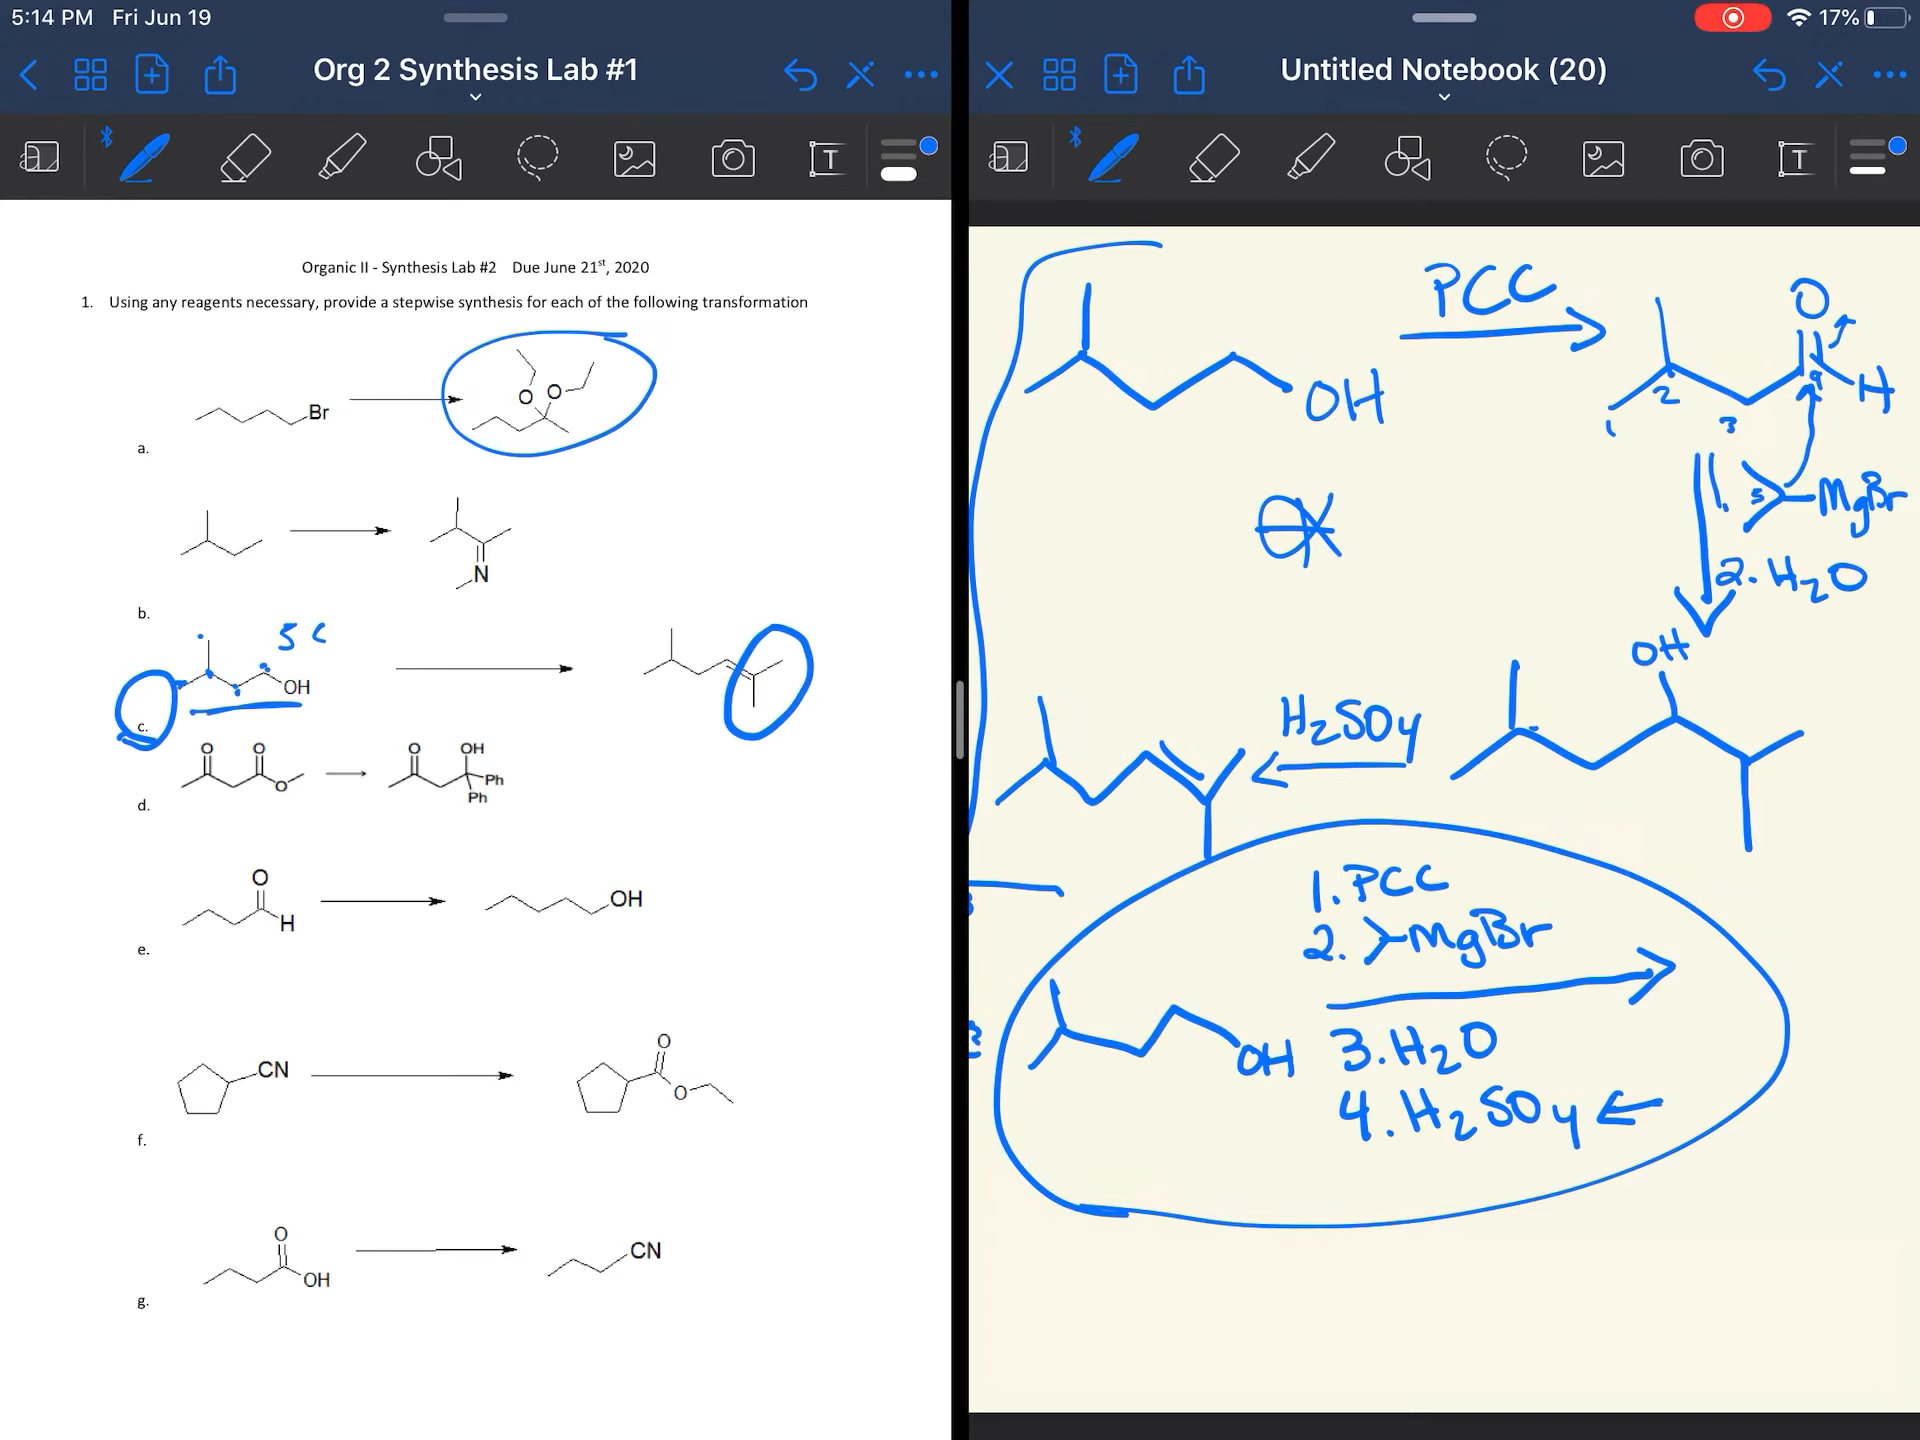 5:14 PM Fri Jun 19
17%
Org 2 Synthesis Lab #1
Untitled Notebook (20)
Organic II - Synthesis Lab #2 Due June 21st, 2020
1. Using any reagents necessary, provide a stepwise synthesis for each of the following transformation
Br
O O
a.
N
b.
5 C
OH
c.
O O O
O OH Ph Ph
d.
O H
OH
e.
CN
O O
f.
O OH
CN
g.
OH
PCC
O H
1 2 3 4
1. 5 MgBr
2. H2O
OH
H2SO4
1. PCC
2. MgBr
OH
3. H2O
4. H2SO4